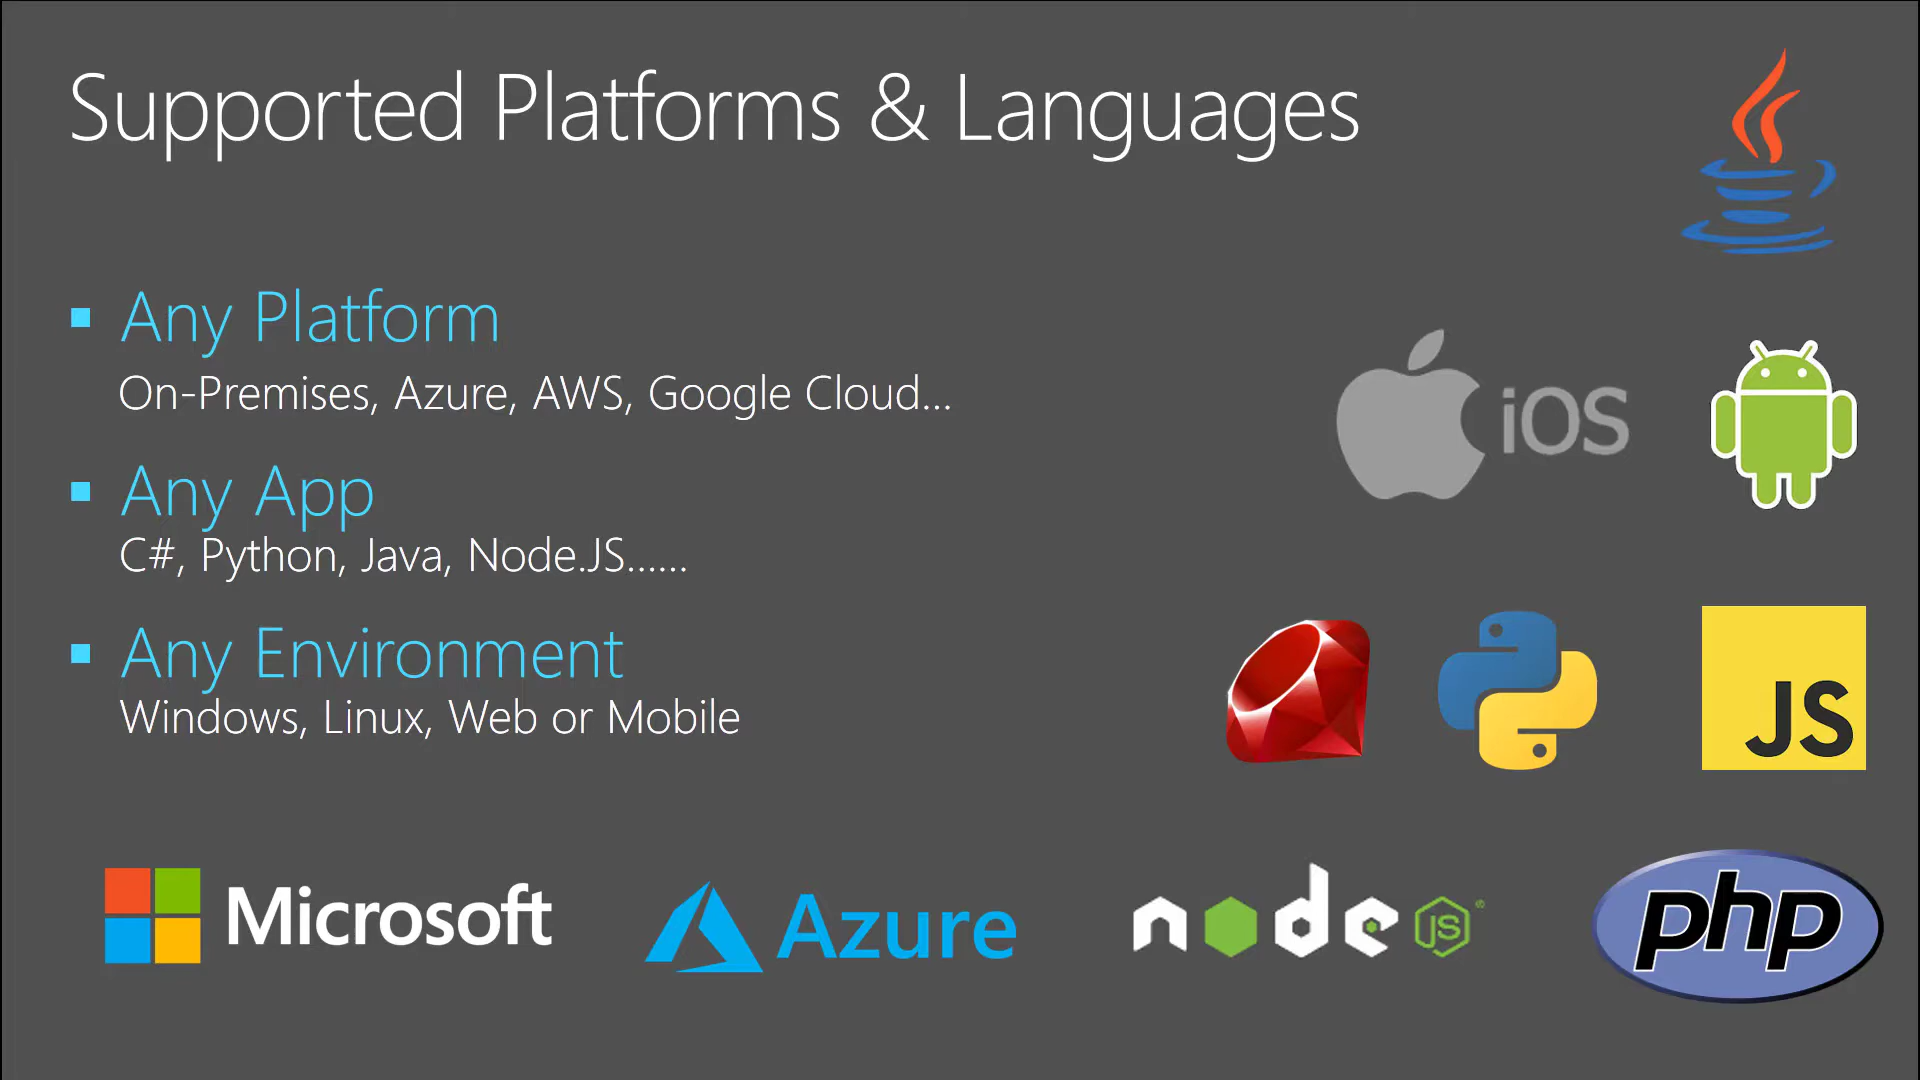 Supported Platforms & Languages
Any Platform
On-Premises, Azure, AWS, Google Cloud...
Any App
C#, Python, Java, Node.JS......
Any Environment
Windows, Linux, Web or Mobile
iOS
JS
Microsoft
Azure
node JS®
php